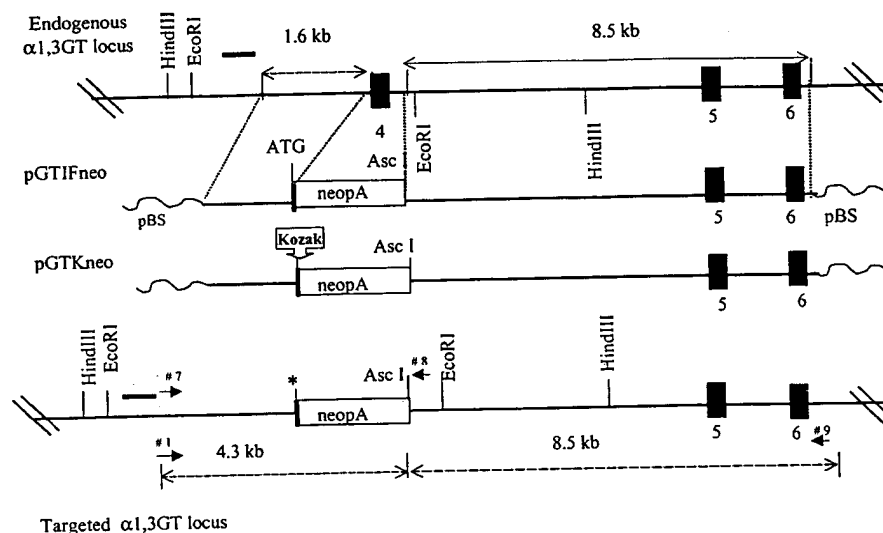 Endogenous
α1,3GT locus
HindIII
EcoRI
1.6 kb
8.5 kb
4
EcoRI
HindIII
5
6
pGTIFneo
ATG
Asc I
neopA
pBS
5
6
pBS
pGTKneo
Kozak
Asc I
neopA
5
6
HindIII
EcoRI
#7
*
Asc I
#8
EcoRI
HindIII
neopA
5
6
#9
#1
4.3 kb
8.5 kb
Targeted α1,3GT locus